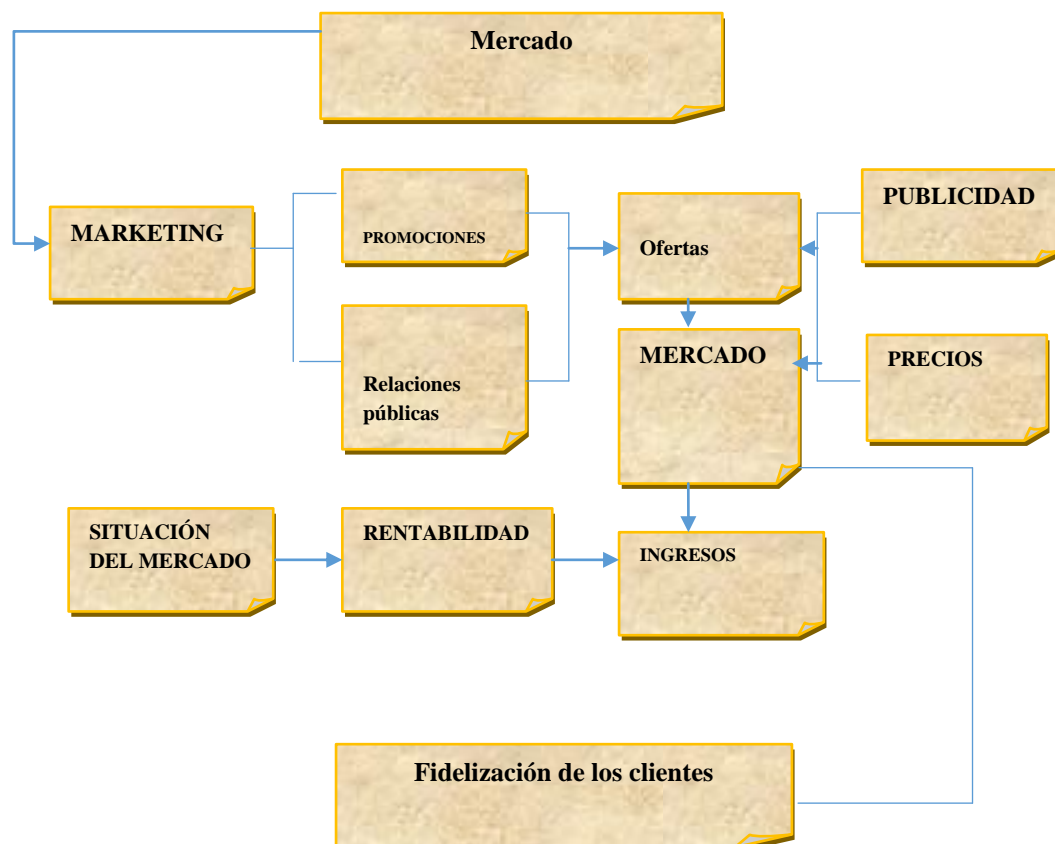 Mercado
MARKETING
PROMOCIONES
Relaciones
públicas
Ofertas
PUBLICIDAD
MERCADO
PRECIOS
SITUACIÓN
DEL MERCADO
RENTABILIDAD
INGRESOS
Fidelización de los clientes